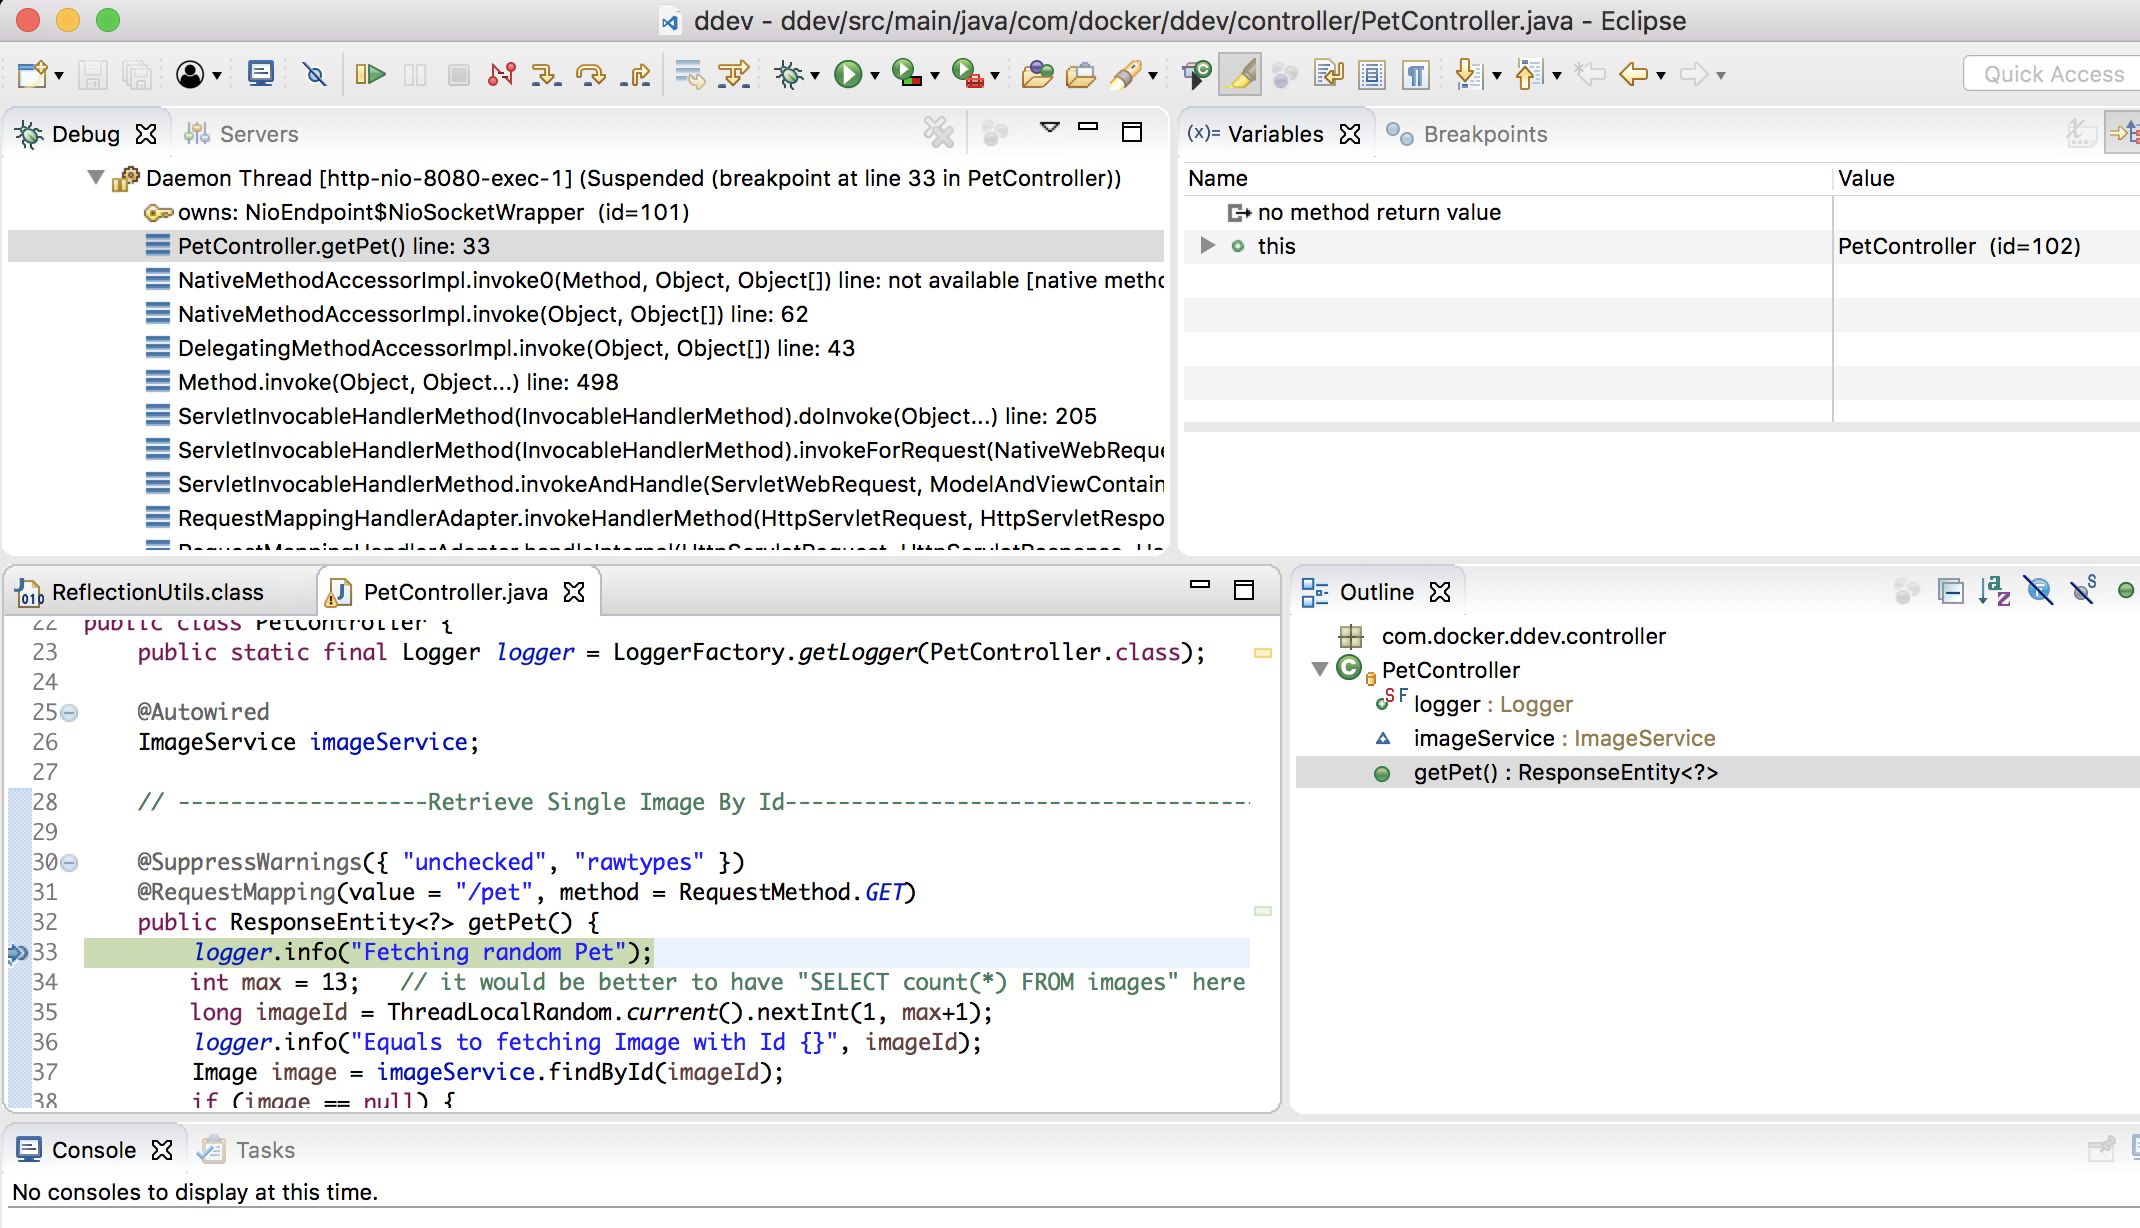 ddev - ddev/src/main/java/com/docker/ddev/controller/PetController.java - Eclipse
Quick Access
Debug
Servers
Daemon Thread [http-nio-8080-exec-1] (Suspended (breakpoint at line 33 in PetController))
owns: NioEndpoint$NioSocketWrapper (id=101)
PetController.getPet() line: 33
NativeMethodAccessorImpl.invoke0(Method, Object, Object[]) line: not available [native metho
NativeMethodAccessorImpl.invoke(Object, Object[]) line: 62
DelegatingMethodAccessorImpl.invoke(Object, Object[]) line: 43
Method.invoke(Object, Object...) line: 498
ServletInvocableHandlerMethod(InvocableHandlerMethod).doInvoke(Object...) line: 205
ServletInvocableHandlerMethod(InvocableHandlerMethod).invokeForRequest(NativeWebReque
ServletInvocableHandlerMethod.invokeAndHandle(ServletWebRequest, ModelAndViewContain
RequestMappingHandlerAdapter.invokeHandlerMethod(HttpServletRequest, HttpServletRespo
RequestMappingHandlerAdapter.handleInternal(HttpServletRequest, HttpServletResponse, Ha
(x)= Variables
Breakpoints
Name Value
no method return value
this PetController (id=102)
ReflectionUtils.class
PetController.java
22 public class PetController {
23 public static final Logger logger = LoggerFactory.getLogger(PetController.class);
24
25 @Autowired
26 ImageService imageService;
27
28 // -------------------Retrieve Single Image By Id------------------------------------
29
30 @SuppressWarnings({ "unchecked", "rawtypes" })
31 @RequestMapping(value = "/pet", method = RequestMethod.GET)
32 public ResponseEntity<?> getPet() {
33 logger.info("Fetching random Pet");
34 int max = 13; // it would be better to have "SELECT count(*) FROM images" here
35 long imageId = ThreadLocalRandom.current().nextInt(1, max+1);
36 logger.info("Equals to fetching Image with Id {}", imageId);
37 Image image = imageService.findById(imageId);
38 if (image == null) {
Outline
com.docker.ddev.controller
PetController
logger : Logger
imageService : ImageService
getPet() : ResponseEntity<?>
Console
Tasks
No consoles to display at this time.